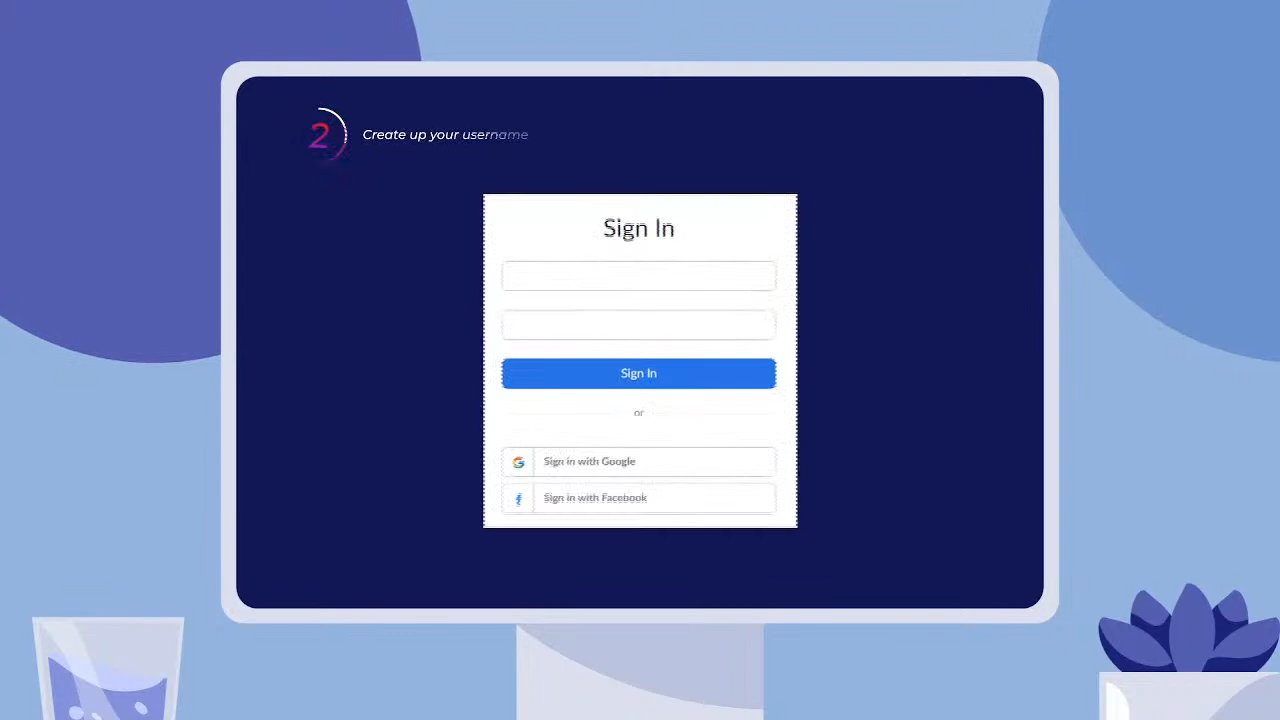 2
Create up your username
Sign In
Sign In
or
Sign in with Google
Sign in with Facebook